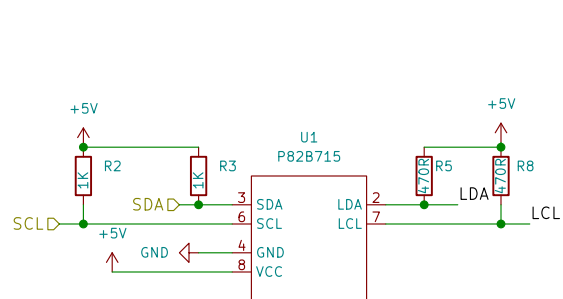 +5V
+5V
U1
P82B715
1K
R2
1K
R3
470R
R5
470R
R8
SDA
3
SDA
LDA
2
LDA
SCL
6
SCL
LCL
7
LCL
+5V
GND
4
GND
8
VCC